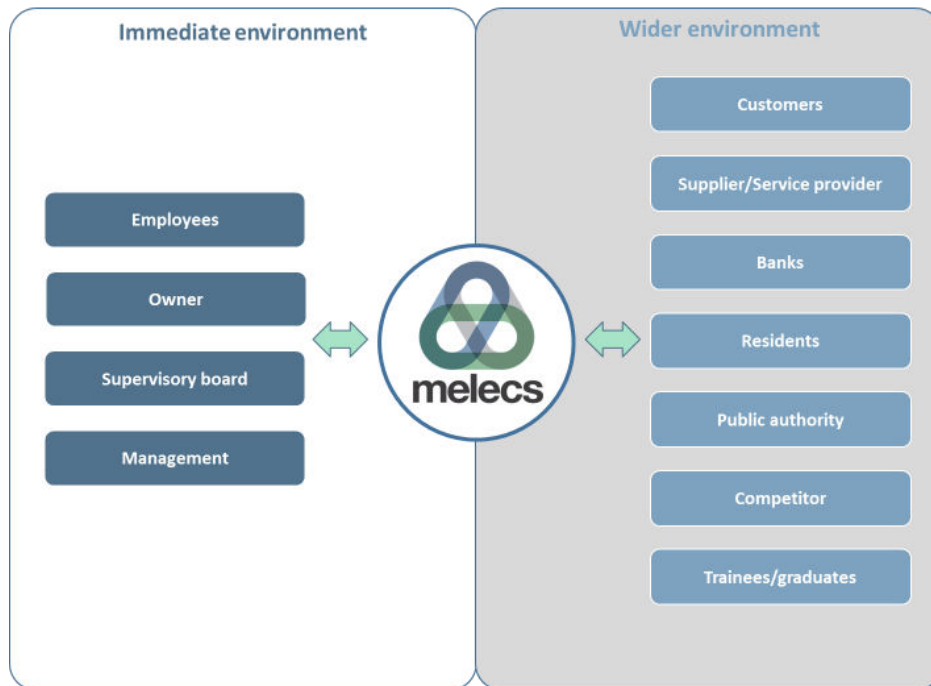 Immediate environment
Employees
Owner
Supervisory board
Management
melecs
Wider environment
Customers
Supplier/Service provider
Banks
Residents
Public authority
Competitor
Trainees/graduates